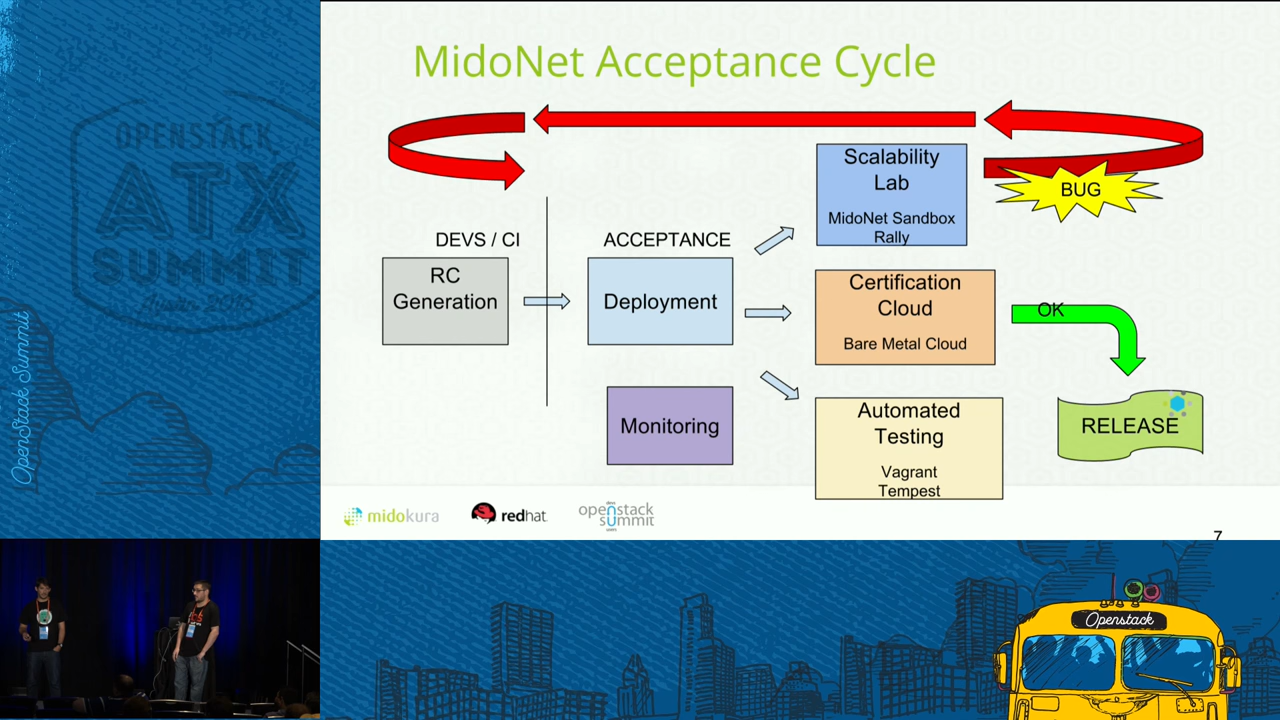 MidoNet Acceptance Cycle
Scalability
Lab
MidoNet Sandbox
Rally
BUG
DEVS / CI
ACCEPTANCE
RC
Generation
Deployment
Certification
Cloud
Bare Metal Cloud
OK
Monitoring
Automated
Testing
Vagrant
Tempest
RELEASE
midokura
redhat
openstack
summit
7
OPENSTACK
ATX
SUMMIT
OpenStack Summit
Openstack